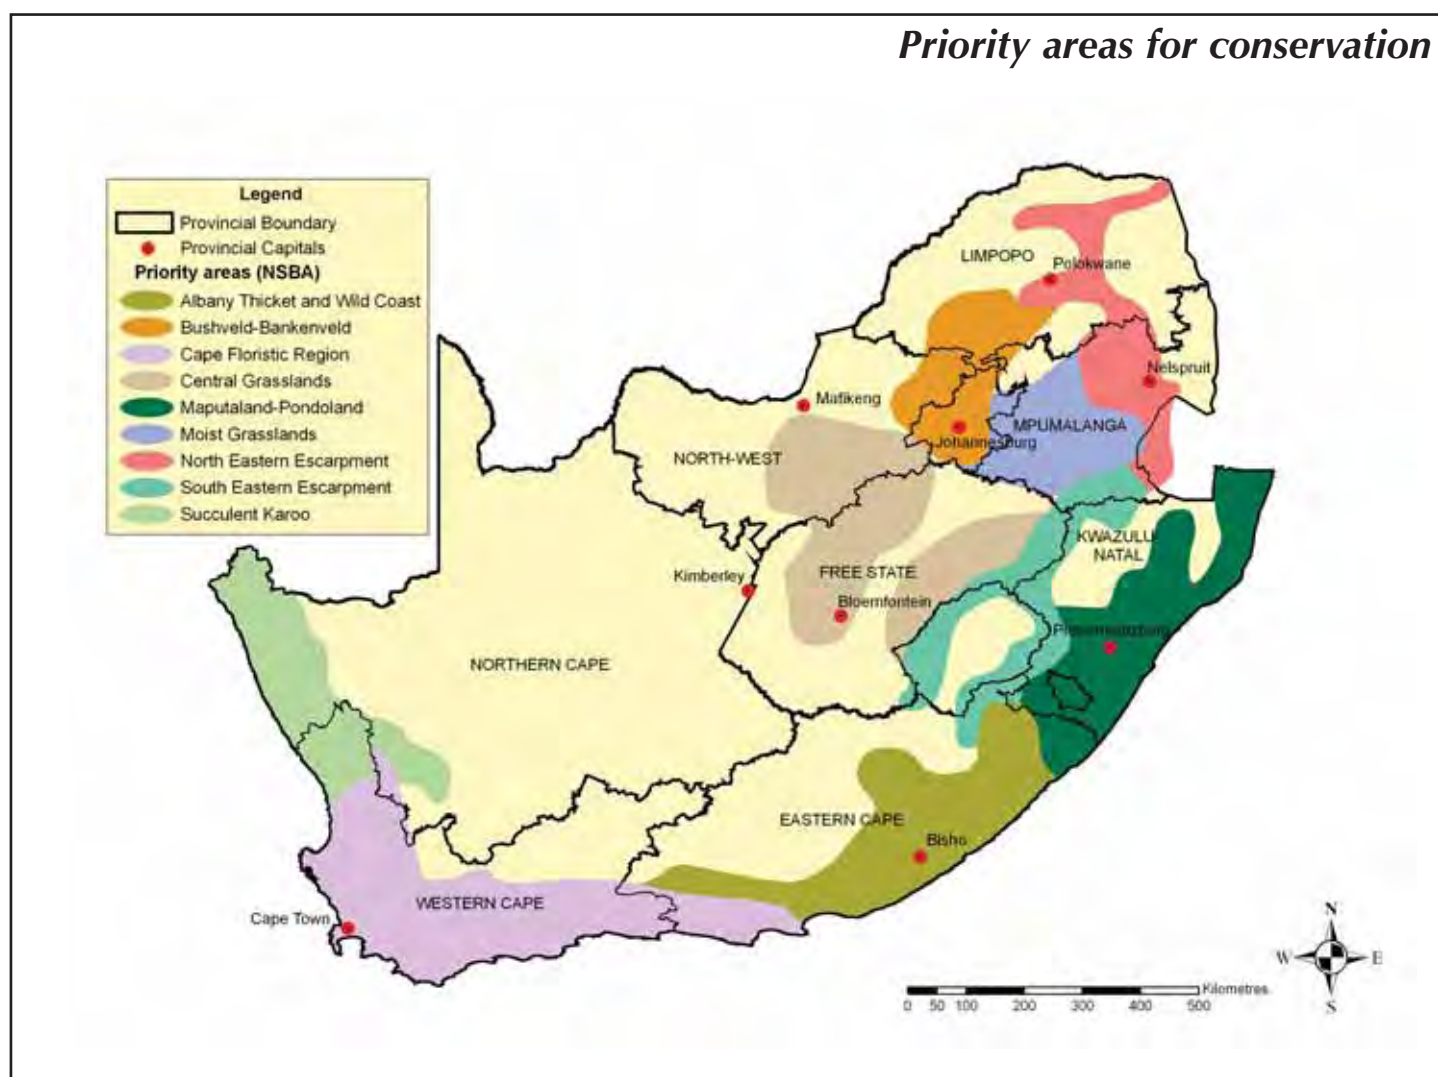 Priority areas for conservation
Legend
Provincial Boundary
Provincial Capitals
Priority areas (NSBA)
Albany Thicket and Wild Coast
Bushveld-Bankenveld
Cape Floristic Region
Central Grasslands
Maputaland-Pondoland
Moist Grasslands
North Eastern Escarpment
South Eastern Escarpment
Succulent Karoo
LIMPOPO
Polokwane
Nelspruit
Mafikeng
MPUMALANGA
Johannesburg
NORTH-WEST
KWAZULU
NATAL
Kimberley
FREE STATE
Bloemfontein
Pietermaritzburg
NORTHERN CAPE
EASTERN CAPE
Bisho
WESTERN CAPE
Cape Town
N
W E
S
Kilometres
0 50 100 200 300 400 500